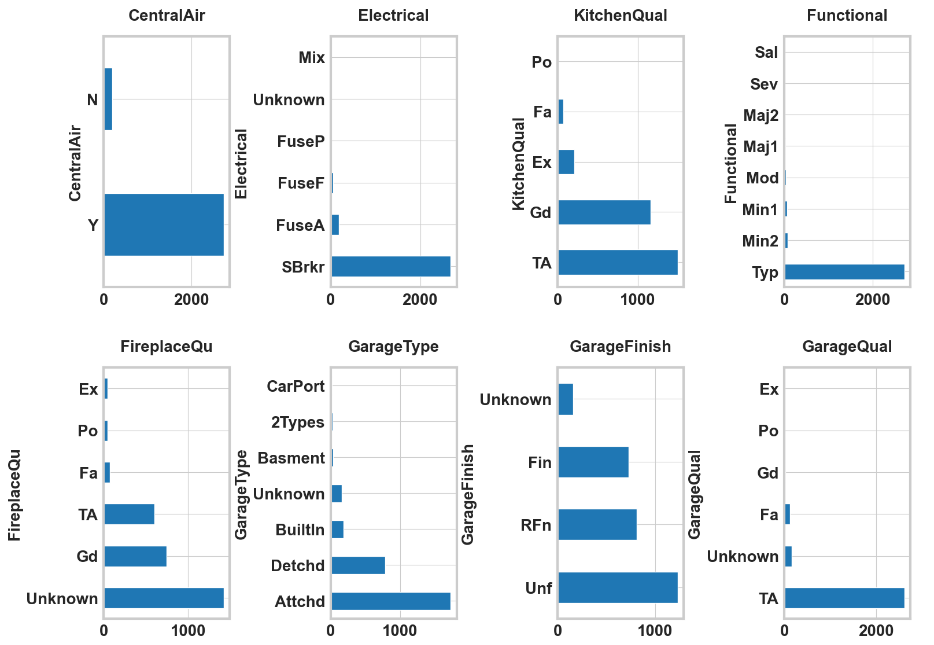 CentralAir
CentralAir
N
Y
0 2000
Electrical
Electrical
Mix
Unknown
FuseP
FuseF
FuseA
SBrkr
0 2000
KitchenQual
KitchenQual
Po
Fa
Ex
Gd
TA
0 1000
Functional
Functional
Sal
Sev
Maj2
Maj1
Mod
Min1
Min2
Typ
0 2000
FireplaceQu
FireplaceQu
Ex
Po
Fa
TA
Gd
Unknown
0 1000
GarageType
GarageType
CarPort
2Types
Basment
Unknown
BuiltIn
Detchd
Attchd
0 1000
GarageFinish
GarageFinish
Unknown
Fin
RFn
Unf
0 1000
GarageQual
GarageQual
Ex
Po
Gd
Fa
Unknown
TA
0 2000